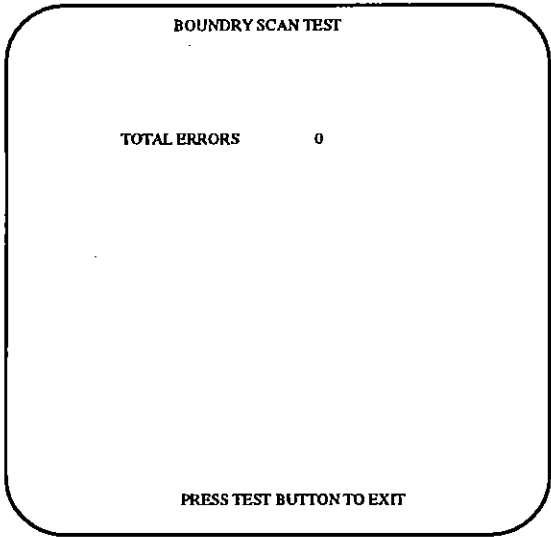 BOUNDRY SCAN TEST
TOTAL ERRORS 0
PRESS TEST BUTTON TO EXIT